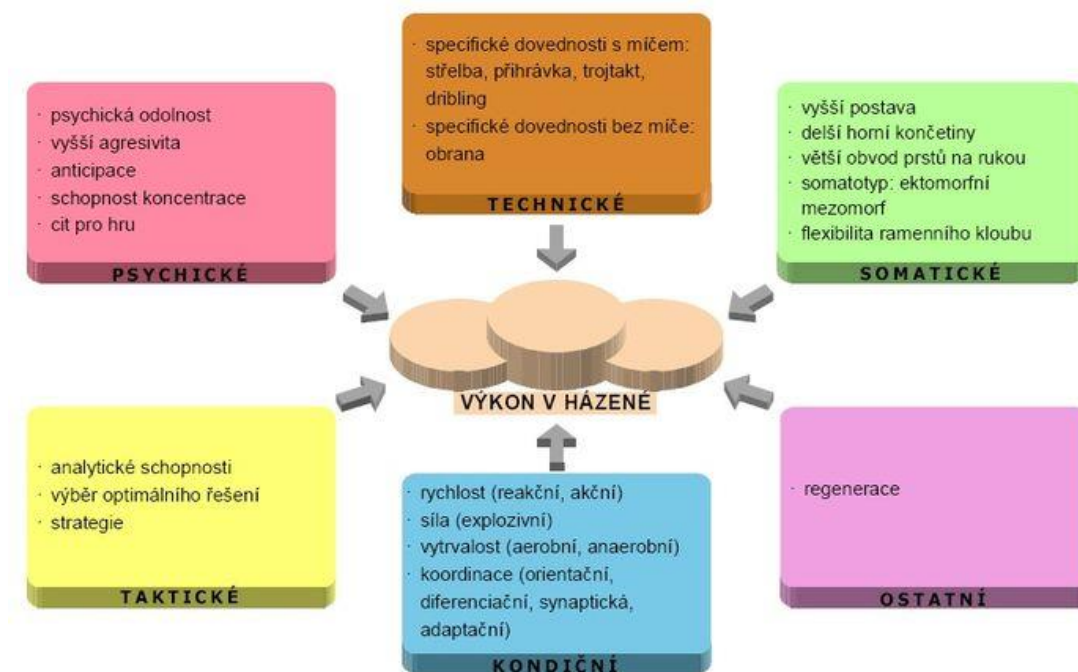 · specifické dovednosti s míčem:
střelba, přihrávka, trojtakt,
dribling
· specifické dovednosti bez míče:
obrana
TECHNICKÉ
· psychická odolnost
· vyšší agresivita
· anticipace
· schopnost koncentrace
· cit pro hru
PSYCHICKÉ
· vyšší postava
· delší horní končetiny
· větší obvod prstů na rukou
· somatotyp: ektomorfní
mezomorf
· flexibilita ramenního kloubu
SOMATICKÉ
VÝKON V HÁZENÉ
· analytické schopnosti
· výběr optimálního řešení
· strategie
TAKTICKÉ
· rychlost (reakční, akční)
· síla (explozivní)
· vytrvalost (aerobní, anaerobní)
· koordinace (orientační,
diferenciační, synaptická,
adaptační)
KONDIČNÍ
· regenerace
OSTATNÍ